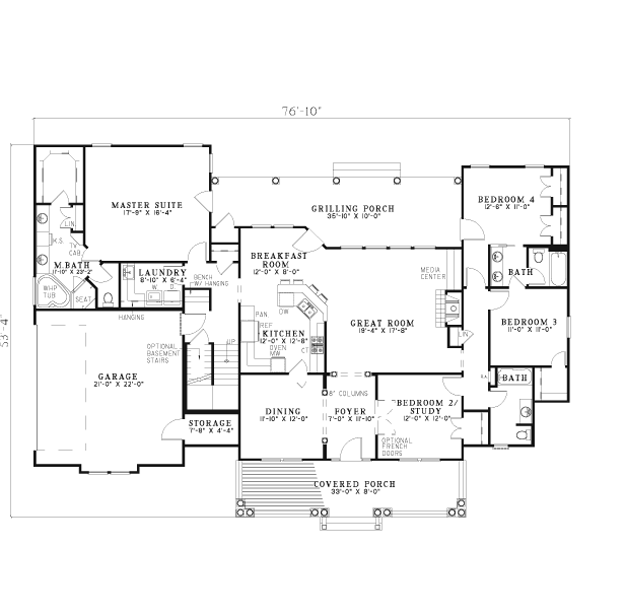 76'-10"
53'-4"
MASTER SUITE
17'-9" X 16'-4"
GRILLING PORCH
35'-10" X 10'-0"
BEDROOM 4
12'-6" X 11'-0"
LIN
K.S.
TV
CAB
M.BATH
11'-10" X 23'-2"
WHP
TUB
SEAT
LAUNDRY
8'-10" X 6'-4"
W D
BENCH
W/ HANGING
BREAKFAST
ROOM
12'-0" X 8'-0"
MEDIA
CENTER
BATH
HANGING
PAN
REF
DW
KITCHEN
12'-0" X 12'-8"
OVEN
MW
CT
GREAT ROOM
19'-4" X 17'-8"
LIN
BEDROOM 3
11'-0" X 11'-0"
OPTIONAL
BASEMENT
STAIRS
UP
GARAGE
21'-0" X 22'-0"
BATH
8" COLUMNS
DINING
11'-10" X 12'-0"
FOYER
7'-0" X 11'-10"
BEDROOM 2/
STUDY
12'-0" X 12'-0"
OPTIONAL
FRENCH
DOORS
STORAGE
7'-8" X 4'-4"
COVERED PORCH
33'-0" X 8'-0"